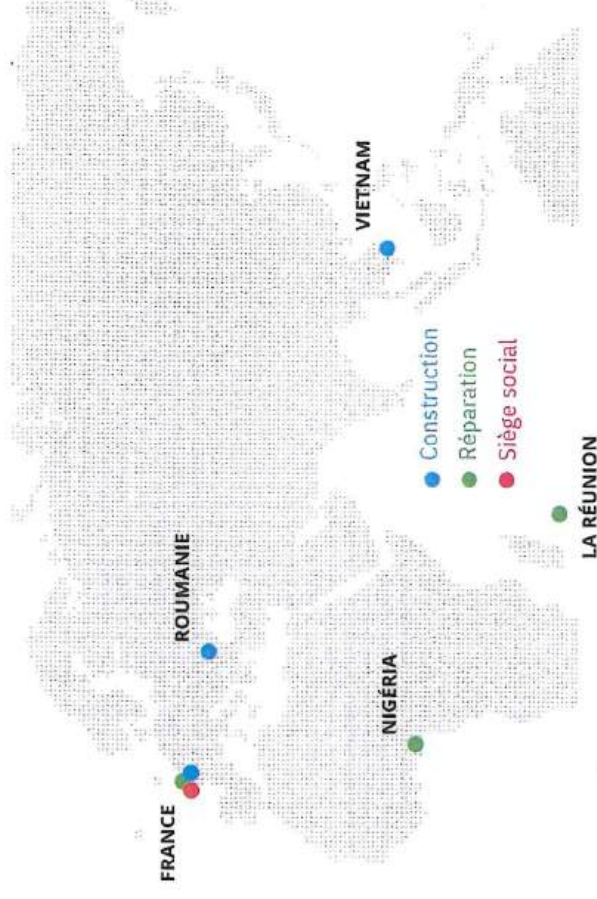 FRANCE
ROUMANIE
NIGÉRIA
VIETNAM
LA RÉUNION
Construction
Réparation
Siège social